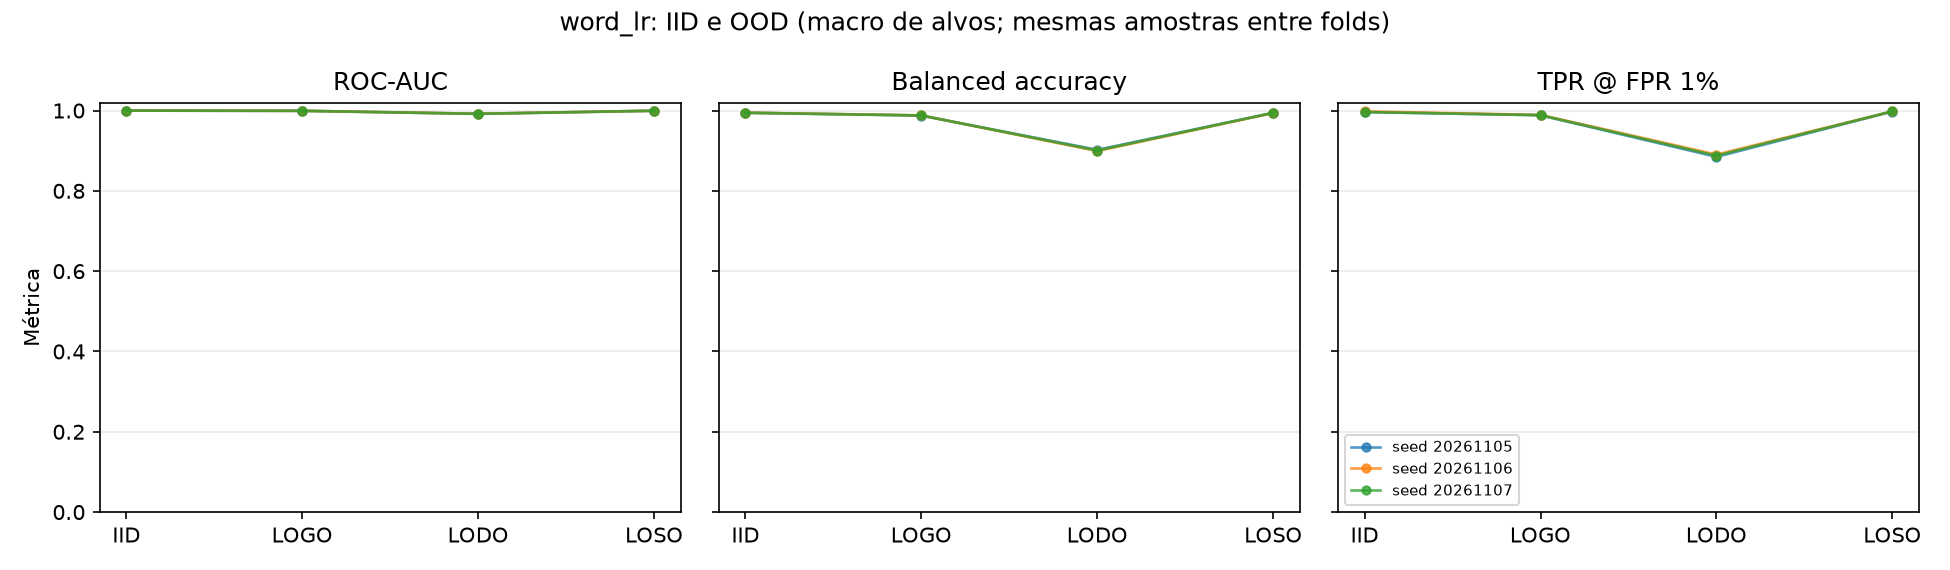 word_lr: IID e OOD (macro de alvos; mesmas amostras entre folds)
ROC-AUC
Balanced accuracy
TPR @ FPR 1%
Métrica
1.0
0.8
0.6
0.4
0.2
0.0
IID LOGO LODO LOSO
IID LOGO LODO LOSO
IID LOGO LODO LOSO
seed 20261105
seed 20261106
seed 20261107